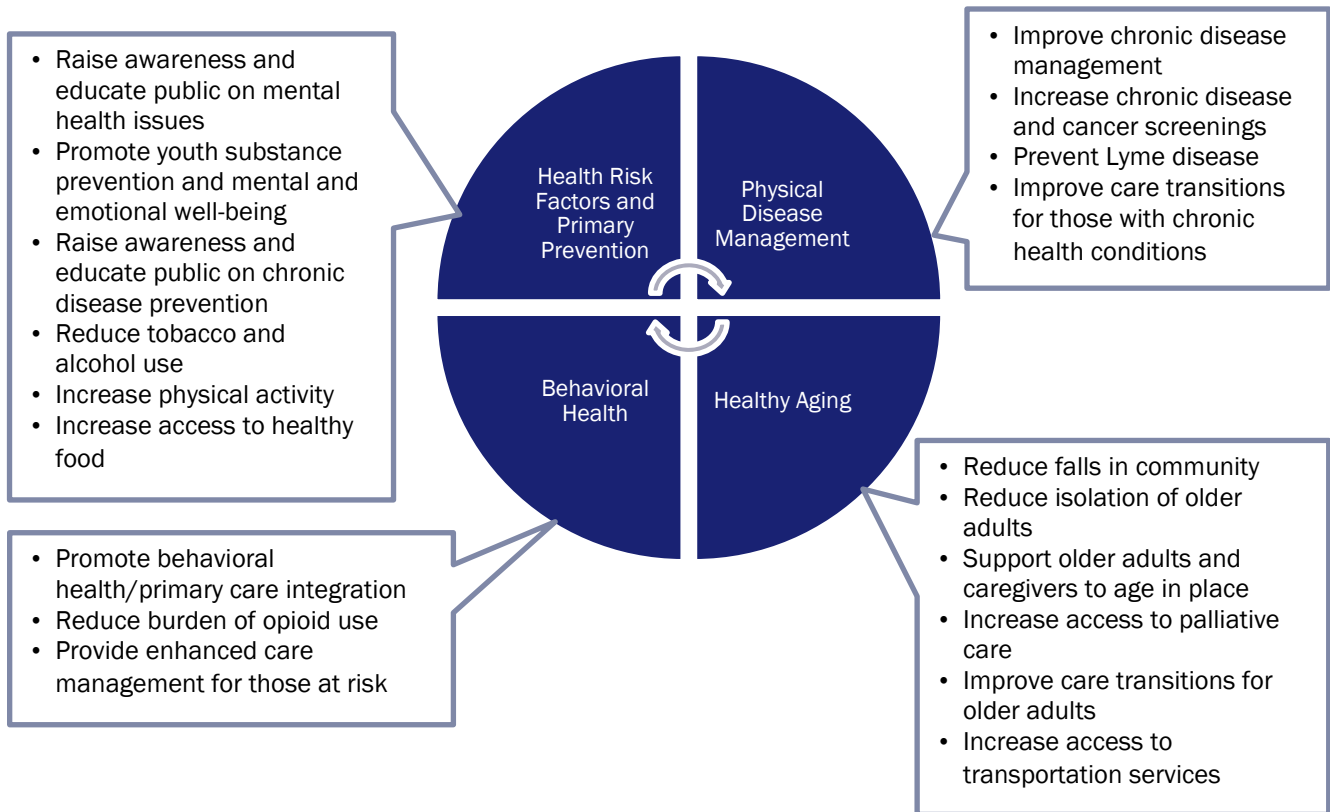 • Raise awareness and
educate public on mental
health issues
• Promote youth substance
prevention and mental and
emotional well-being
• Raise awareness and
educate public on chronic
disease prevention
• Reduce tobacco and
alcohol use
• Increase physical activity
• Increase access to healthy
food
Health Risk
Factors and
Primary
Prevention
Physical
Disease
Management
• Improve chronic disease
management
• Increase chronic disease
and cancer screenings
• Prevent Lyme disease
• Improve care transitions
for those with chronic
health conditions
Behavioral
Health
Healthy Aging
• Promote behavioral
health/primary care integration
• Reduce burden of opioid use
• Provide enhanced care
management for those at risk
• Reduce falls in community
• Reduce isolation of older
adults
• Support older adults and
caregivers to age in place
• Increase access to palliative
care
• Improve care transitions for
older adults
• Increase access to
transportation services